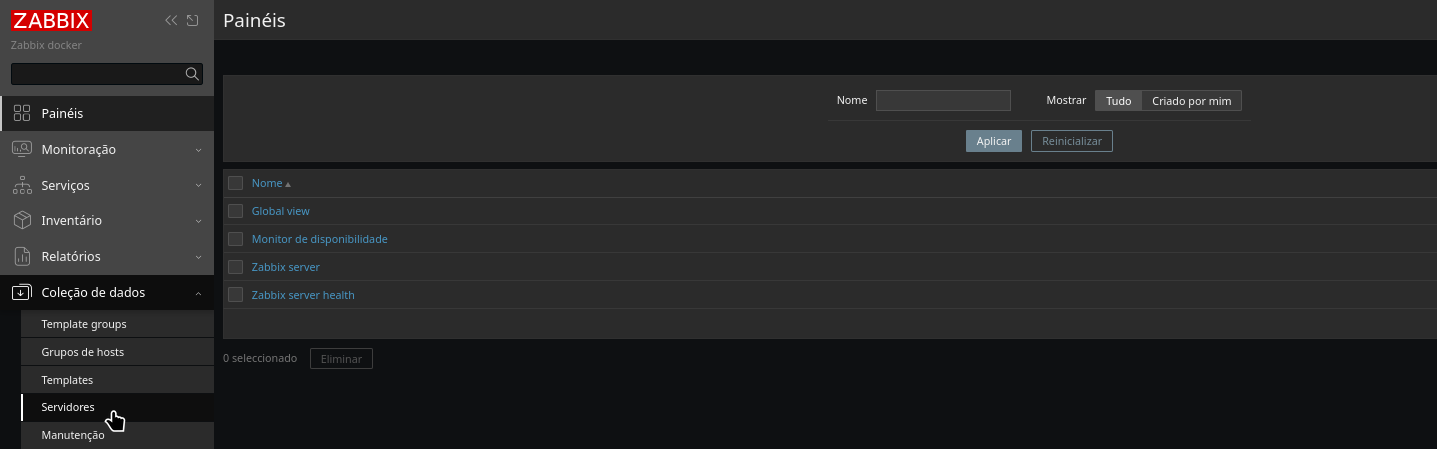 ZABBIX
Zabbix docker
Painéis
Monitoração
Serviços
Inventário
Relatórios
Coleção de dados
Template groups
Grupos de hosts
Templates
Servidores
Manutenção
Painéis
Nome
Mostrar Tudo Criado por mim
Aplicar Reinicializar
Nome
Global view
Monitor de disponibilidade
Zabbix server
Zabbix server health
0 seleccionado Eliminar